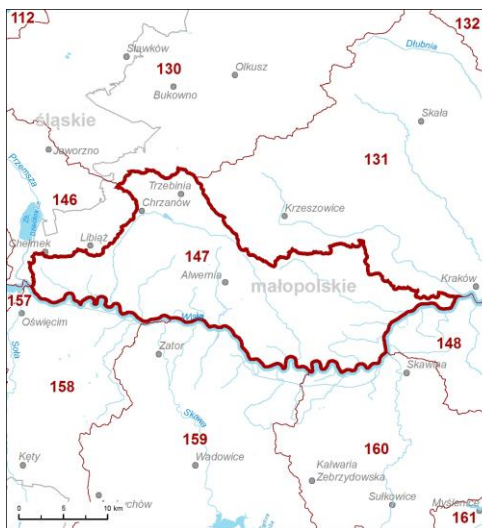 112
132
Dłubnia
Sławków
130
Olkusz
Bukowno
śląskie
Skała
Jaworzno
131
Przemsza
Trzebinia
146
Chrzanów
Krzeszowice
Chełmek
Libiąż
147
Alwernia
małopolskie
Kraków
157
Oświęcim
Wisła
148
Zator
Soła
Skawina
158
Skawa
159
160
Kęty
Wadowice
Kalwaria
Zebrzydowska
Sułkowice
Myślenice
161
0 5 10 km